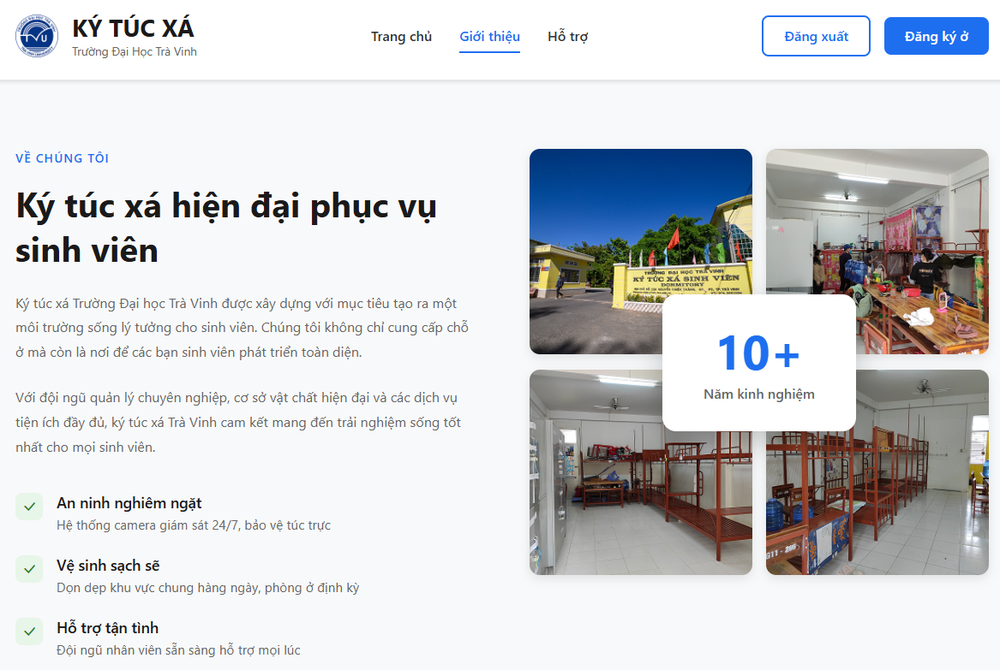 KÝ TÚC XÁ
Trường Đại Học Trà Vinh
Trang chủ
Giới thiệu
Hỗ trợ
Đăng xuất
Đăng ký ở
VỀ CHÚNG TÔI
Ký túc xá hiện đại phục vụ
sinh viên
Ký túc xá Trường Đại học Trà Vinh được xây dựng với mục tiêu tạo ra một
môi trường sống lý tưởng cho sinh viên. Chúng tôi không chỉ cung cấp chỗ
ở mà còn là nơi để các bạn sinh viên phát triển toàn diện.
Với đội ngũ quản lý chuyên nghiệp, cơ sở vật chất hiện đại và các dịch vụ
tiện ích đầy đủ, ký túc xá Trà Vinh cam kết mang đến trải nghiệm sống tốt
nhất cho mọi sinh viên.
An ninh nghiêm ngặt
Hệ thống camera giám sát 24/7, bảo vệ túc trực
Vệ sinh sạch sẽ
Dọn dẹp khu vực chung hàng ngày, phòng ở định kỳ
Hỗ trợ tận tình
Đội ngũ nhân viên sẵn sàng hỗ trợ mọi lúc
TRƯỜNG ĐẠI HỌC TRÀ VINH
KÝ TÚC XÁ SINH VIÊN
DORMITORY
10+
Năm kinh nghiệm